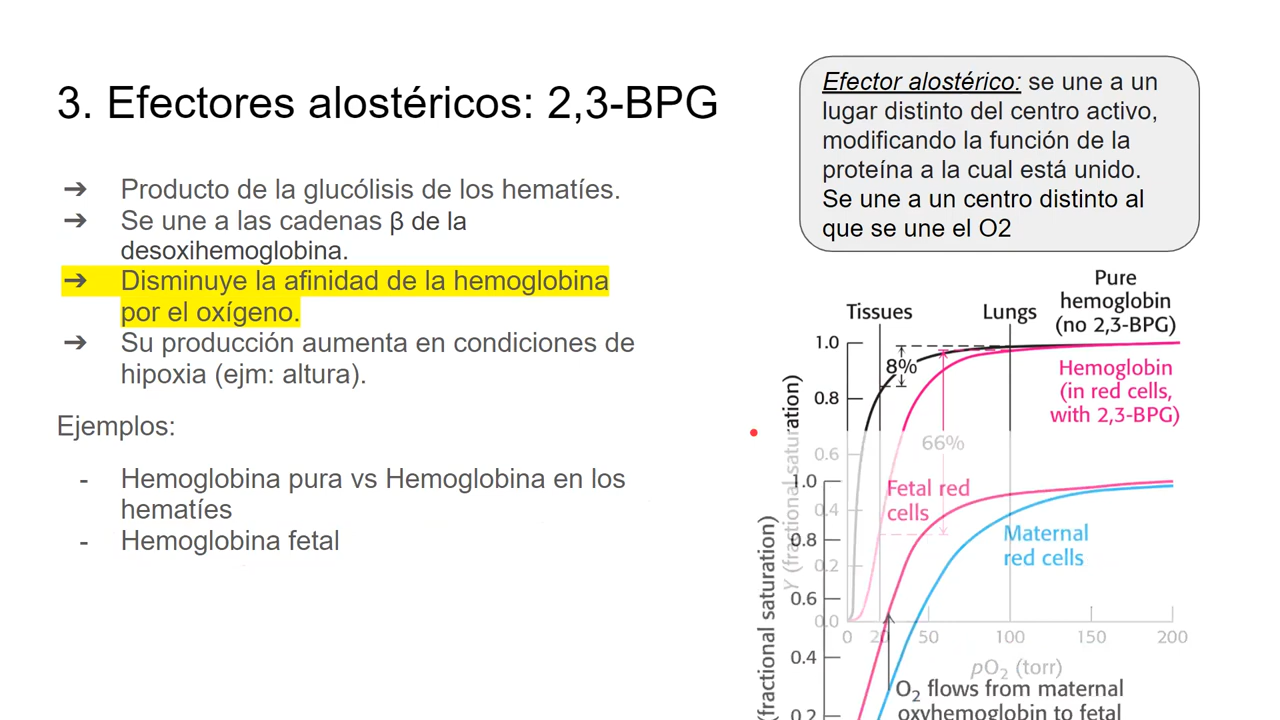 3. Efectores alostéricos: 2,3-BPG
➔ Producto de la glucólisis de los hematíes.
➔ Se une a las cadenas β de la
desoxihemoglobina.
➔ Disminuye la afinidad de la hemoglobina
por el oxígeno.
➔ Su producción aumenta en condiciones de
hipoxia (ejm: altura).
Ejemplos:
- Hemoglobina pura vs Hemoglobina en los
hematíes
- Hemoglobina fetal
Efector alostérico: se une a un
lugar distinto del centro activo,
modificando la función de la
proteína a la cual está unido.
Se une a un centro distinto al
que se une el O2
Pure
hemoglobin
(no 2,3-BPG)
Tissues
Lungs
Hemoglobin
(in red cells,
with 2,3-BPG)
8%
66%
1.0
0.8
0.6
0.4
0.2
0.0
Y (fractional saturation)
0 20 50 100 150 200
pO2 (torr)
Fetal red
cells
Maternal
red cells
1.0
0.8
0.6
0.4
0.2
(fractional saturation)
O2 flows from maternal
oxyhemoglobin to fetal